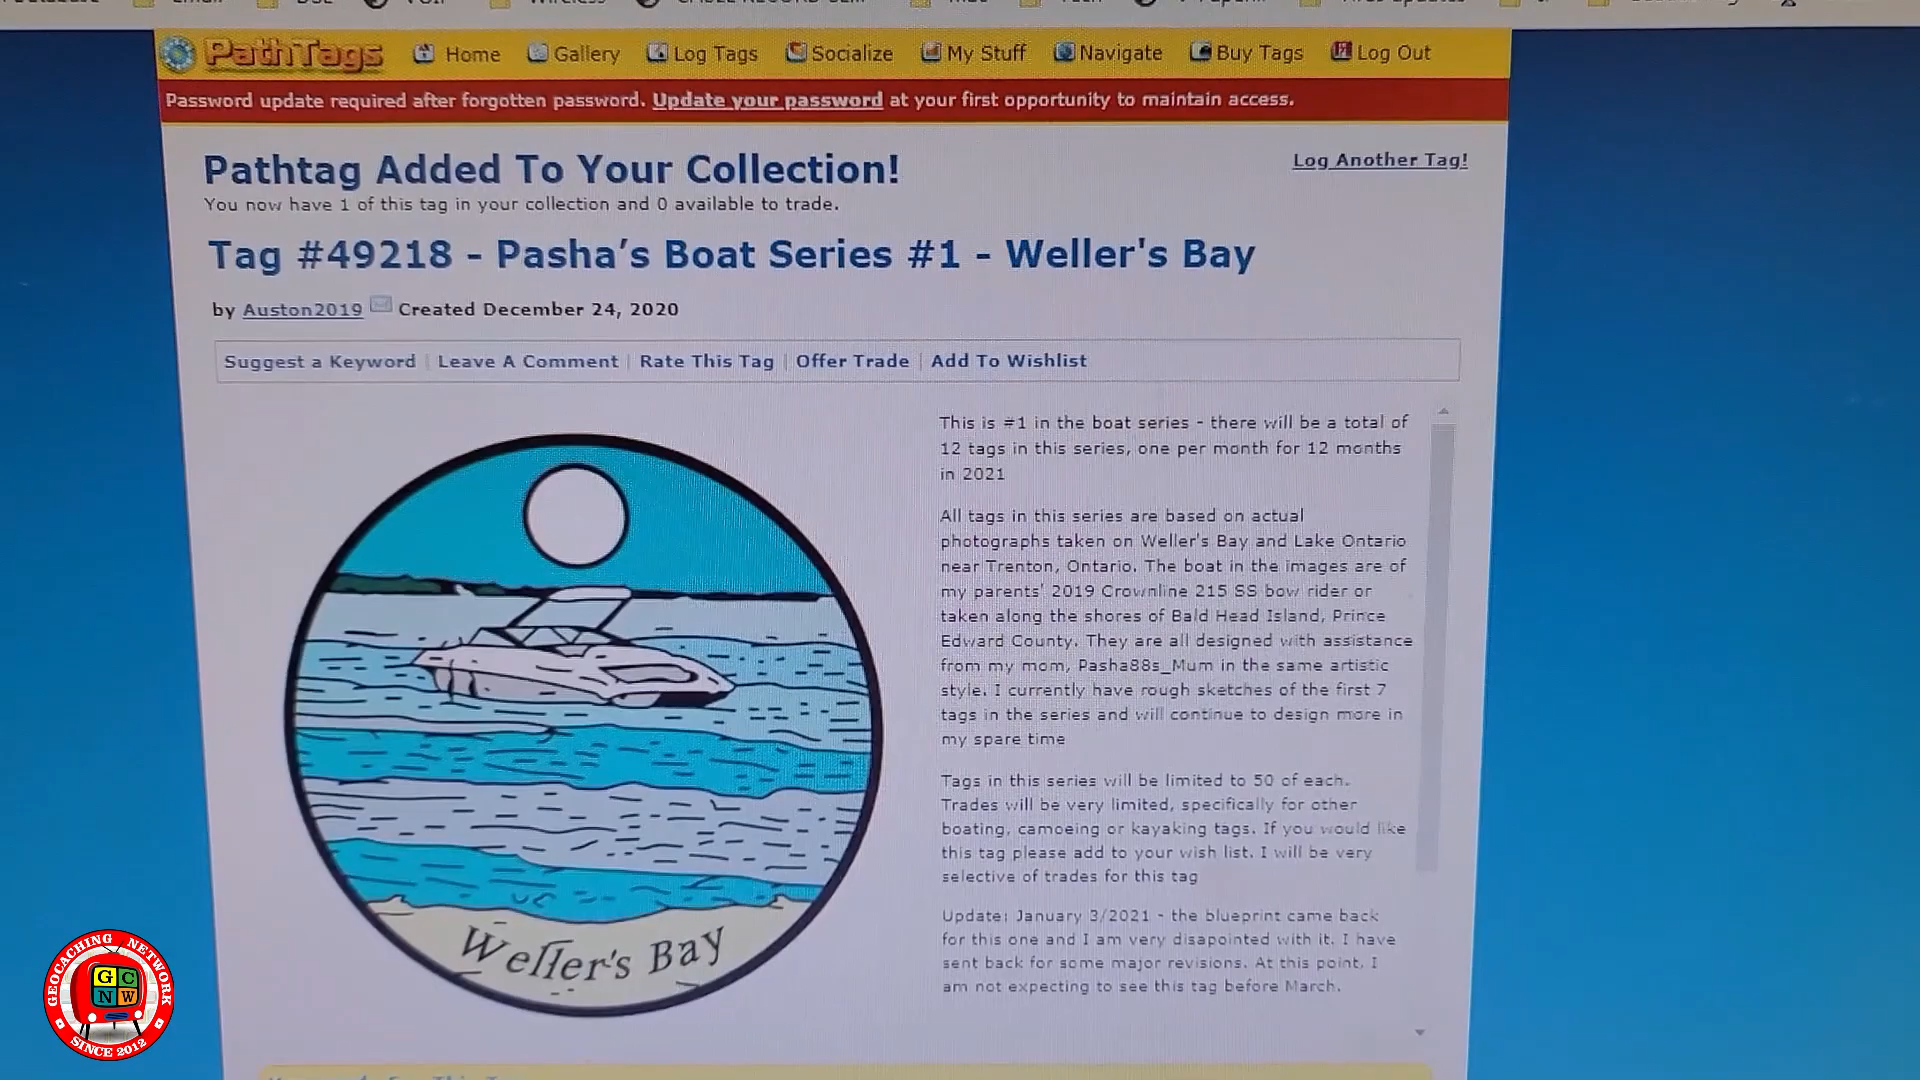 PathTags Home Gallery Log Tags Socialize My Stuff Navigate Buy Tags Log Out
Password update required after forgotten password. Update your password at your first opportunity to maintain access.
Pathtag Added To Your Collection!
Log Another Tag!
You now have 1 of this tag in your collection and 0 available to trade.
Tag #49218 - Pasha's Boat Series #1 - Weller's Bay
by Auston2019 Created December 24, 2020
Suggest a Keyword | Leave A Comment | Rate This Tag | Offer Trade | Add To Wishlist
This is #1 in the boat series - there will be a total of
12 tags in this series, one per month for 12 months
in 2021
All tags in this series are based on actual
photographs taken on Weller's Bay and Lake Ontario
near Trenton, Ontario. The boat in the images are of
my parents' 2019 Crownline 215 SS bow rider or
taken along the shores of Bald Head Island, Prince
Edward County. They are all designed with assistance
from my mom, Pasha88s_Mum in the same artistic
style. I currently have rough sketches of the first 7
tags in the series and will continue to design more in
my spare time
Tags in this series will be limited to 50 of each.
Trades will be very limited, specifically for other
boating, camoeing or kayaking tags. If you would like
this tag please add to your wish list. I will be very
selective of trades for this tag
Update: January 3/2021 - the blueprint came back
for this one and I am very disapointed with it. I have
sent back for some major revisions. At this point, I
am not expecting to see this tag before March.
Weller's Bay
GEOCACHING NETWORK
G C
N W
SINCE 2012